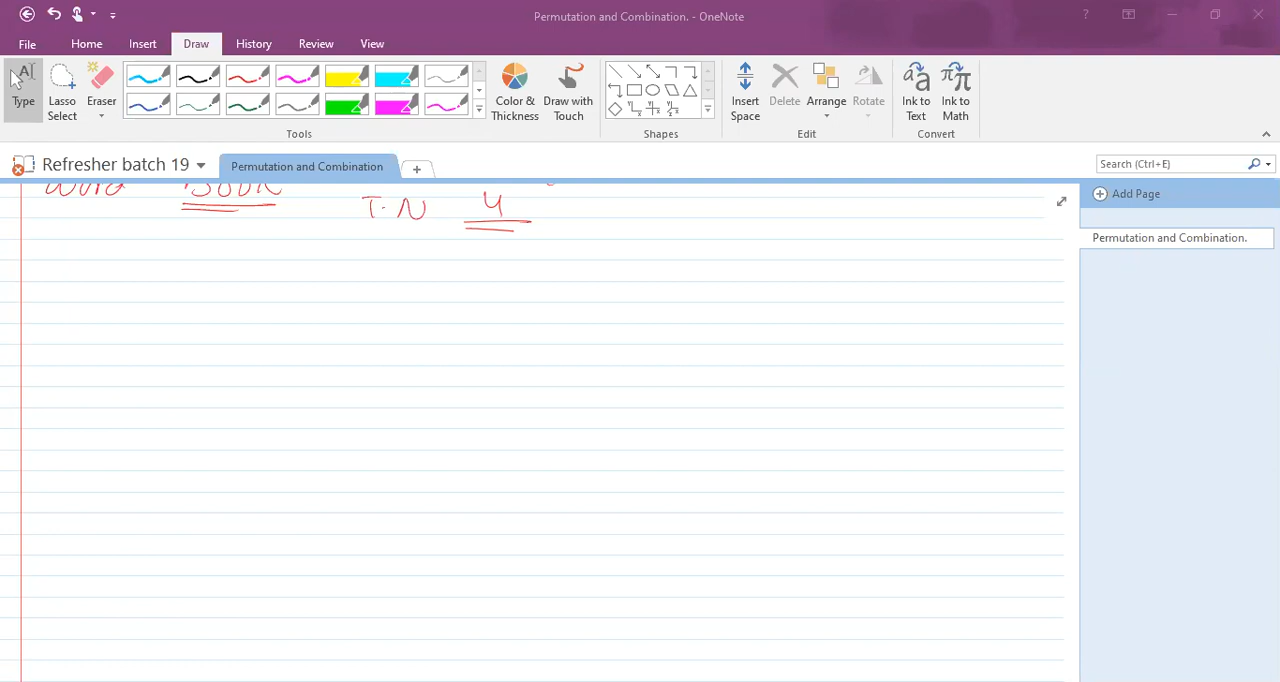 Permutation and Combination. - OneNote
?
File Home Insert Draw History Review View
Type
Lasso Select
Eraser
Color & Thickness
Draw with Touch
Insert Space
Delete
Arrange
Rotate
Ink to Text
Ink to Math
Tools
Shapes
Edit
Convert
Refresher batch 19
Permutation and Combination
Search (Ctrl+E)
Add Page
Permutation and Combination.
Word Book
T.N 4